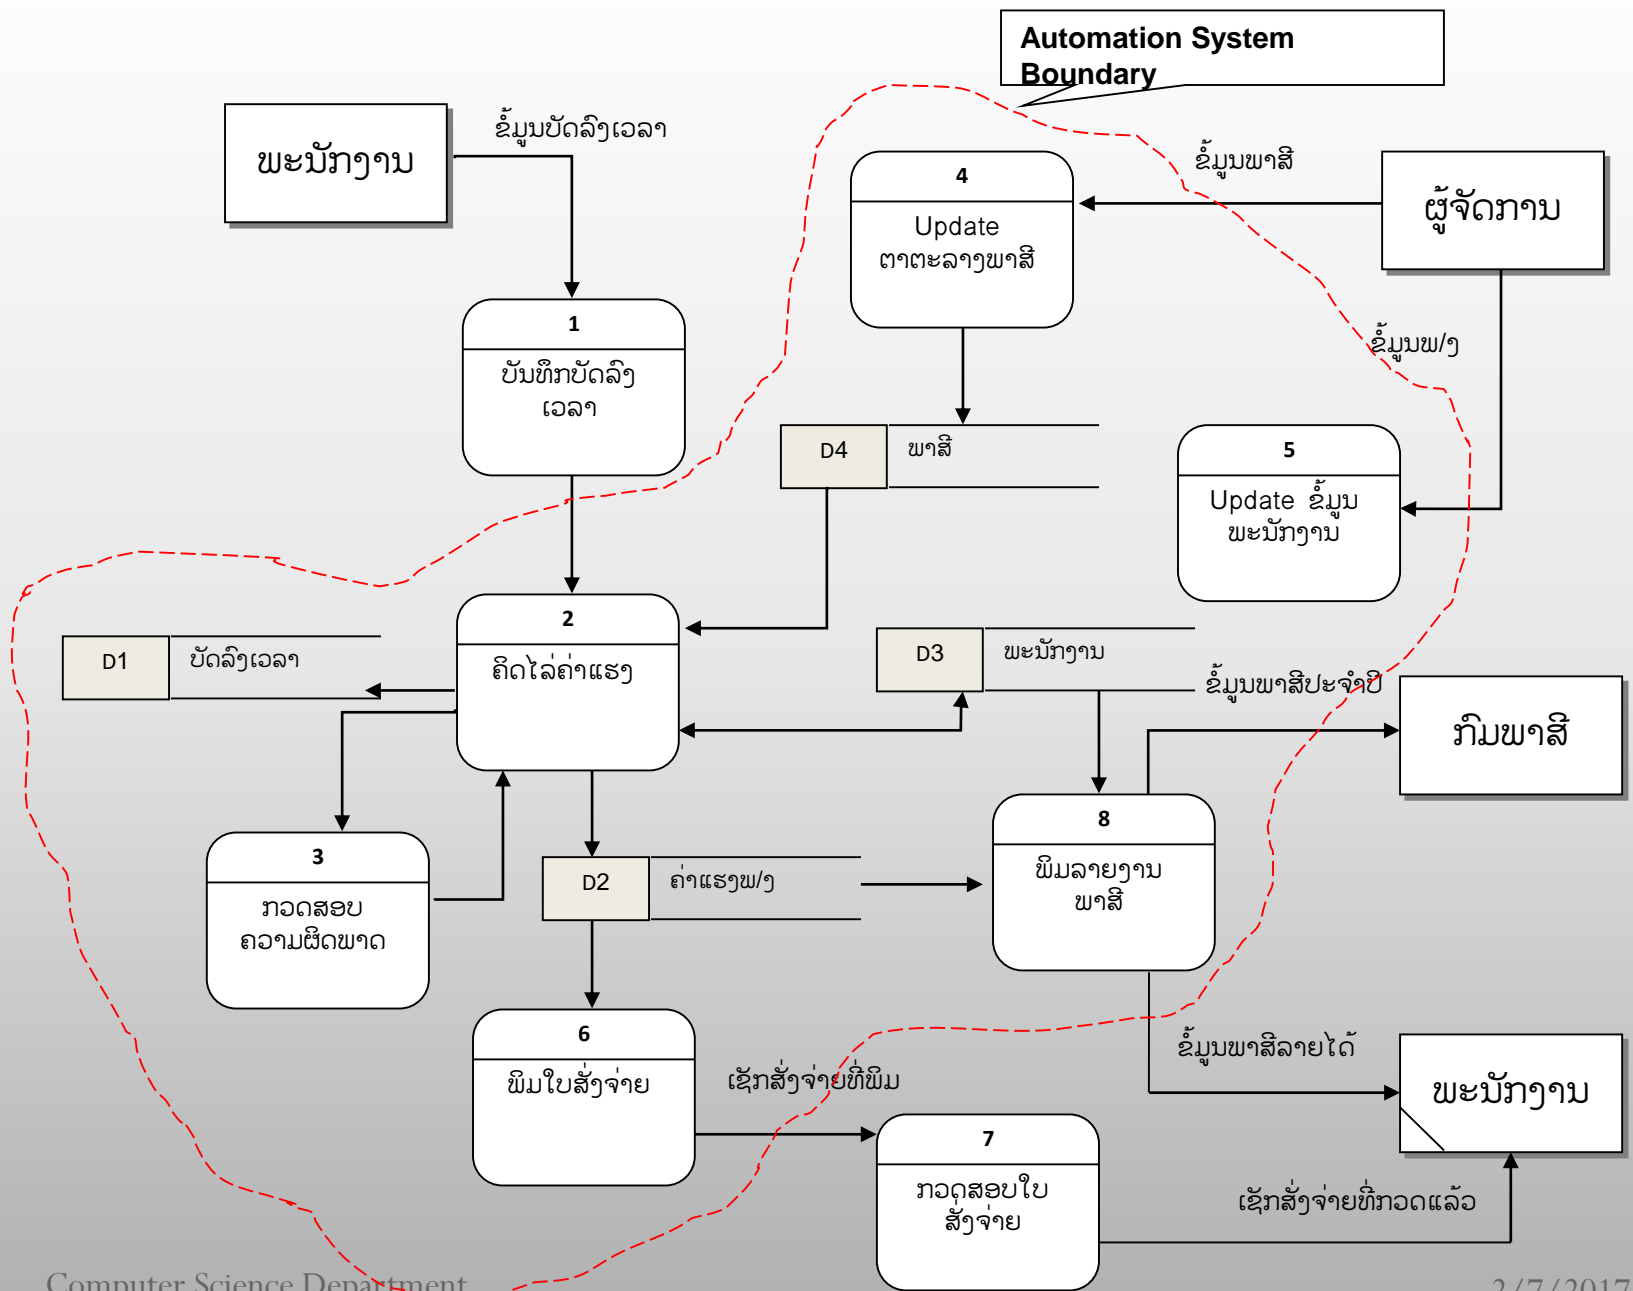 Automation System
Boundary
ພະນັກງານ
ຂໍ້ມູນບັດລົງເວລາ
4
Update
ຕາຕະລາງພາສີ
ຂໍ້ມູນພາສີ
ຜູ້ຈັດການ
1
ບັນທຶກບັດລົງ
ເວລາ
ຂໍ້ມູນພ/ງ
D4
ພາສີ
5
Update ຂໍ້ມູນ
ພະນັກງານ
2
ຄິດໄລ່ຄ່າແຮງ
D1
ບັດລົງເວລາ
D3
ພະນັກງານ
ຂໍ້ມູນພາສີປະຈຳປີ
ກົມພາສີ
3
ກວດສອບ
ຄວາມຜິດພາດ
D2
ຄ່າແຮງພ/ງ
8
ພິມລາຍງານ
ພາສີ
6
ພິມໃບສັ່ງຈ່າຍ
ເຊັກສັ່ງຈ່າຍທີ່ພິມ
ຂໍ້ມູນພາສີລາຍໄດ້
ພະນັກງານ
7
ກວດສອບໃບ
ສັ່ງຈ່າຍ
ເຊັກສັ່ງຈ່າຍທີ່ກວດແລ້ວ
Computer Science Department
2/7/2017